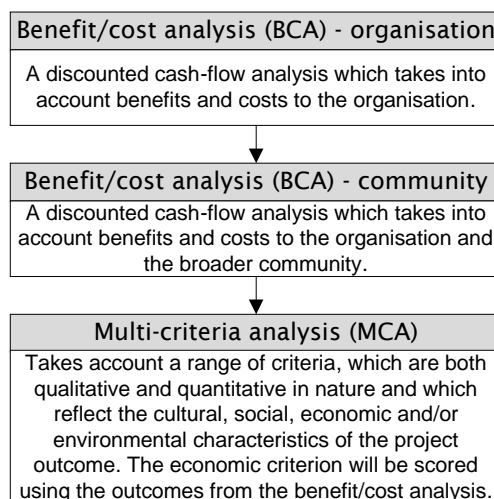 Benefit/cost analysis (BCA) - organisation
A discounted cash-flow analysis which takes into
account benefits and costs to the organisation.
Benefit/cost analysis (BCA) - community
A discounted cash-flow analysis which takes into
account benefits and costs to the organisation and
the broader community.
Multi-criteria analysis (MCA)
Takes account a range of criteria, which are both
qualitative and quantitative in nature and which
reflect the cultural, social, economic and/or
environmental characteristics of the project
outcome. The economic criterion will be scored
using the outcomes from the benefit/cost analysis.